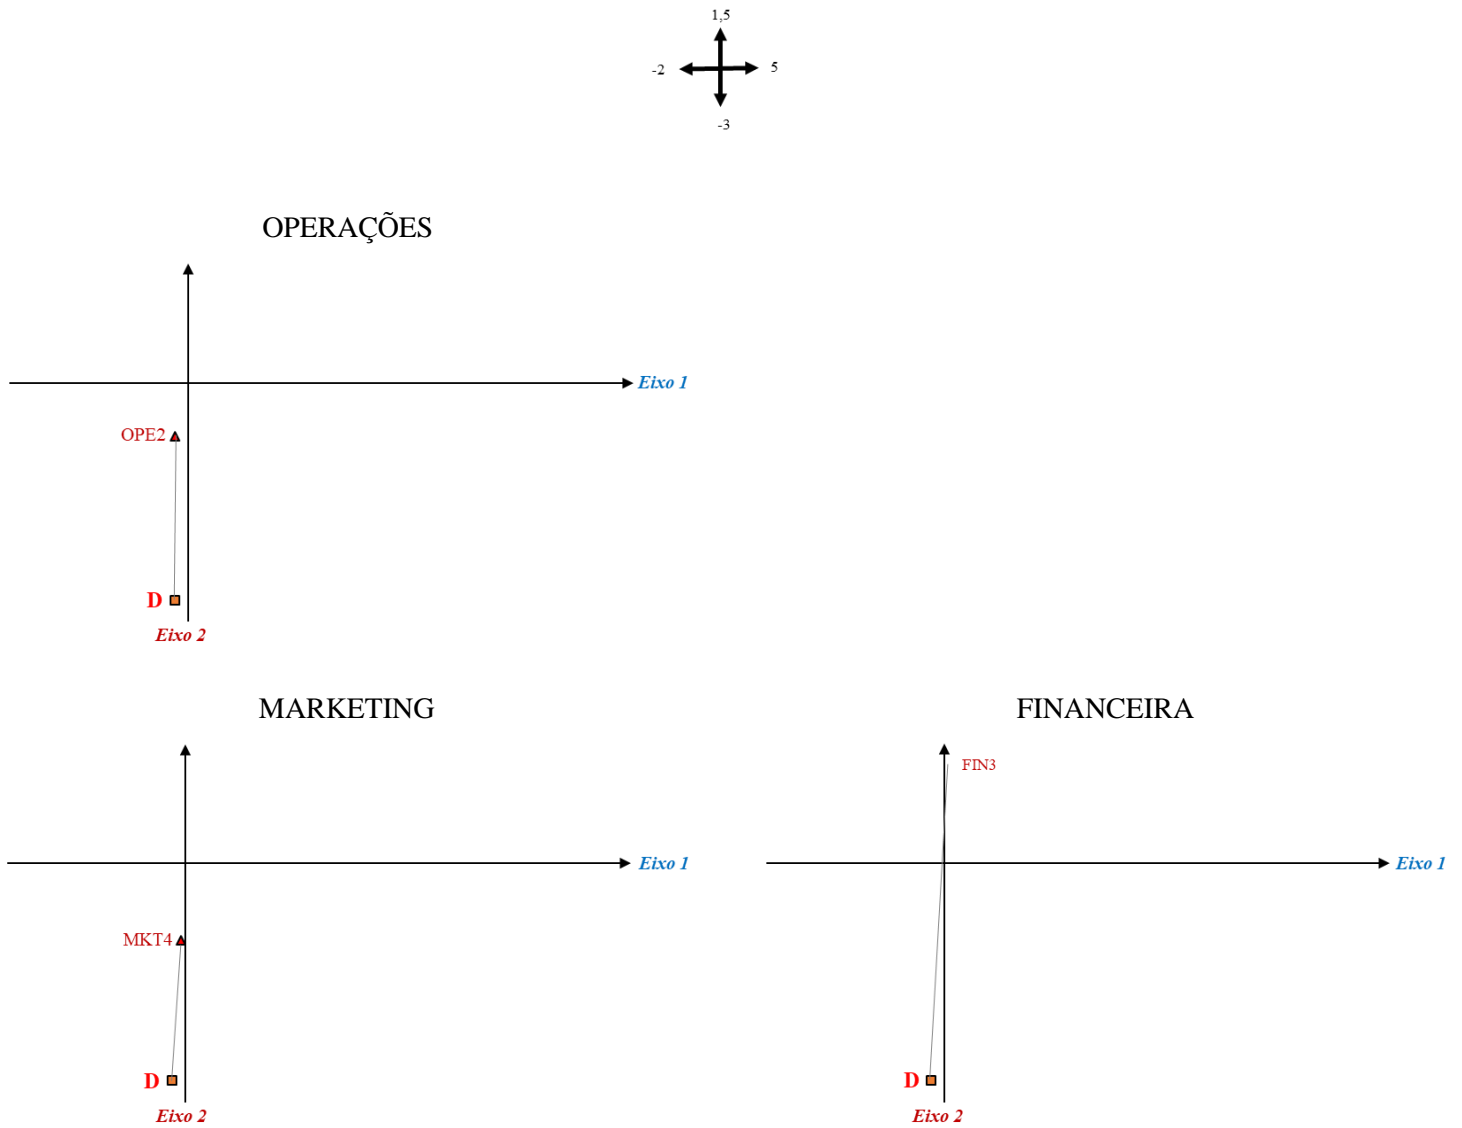 1,5
-2
5
-3
OPERAÇÕES
Eixo 1
OPE2
D
Eixo 2
MARKETING
Eixo 1
MKT4
D
Eixo 2
FINANCEIRA
FIN3
Eixo 1
D
Eixo 2